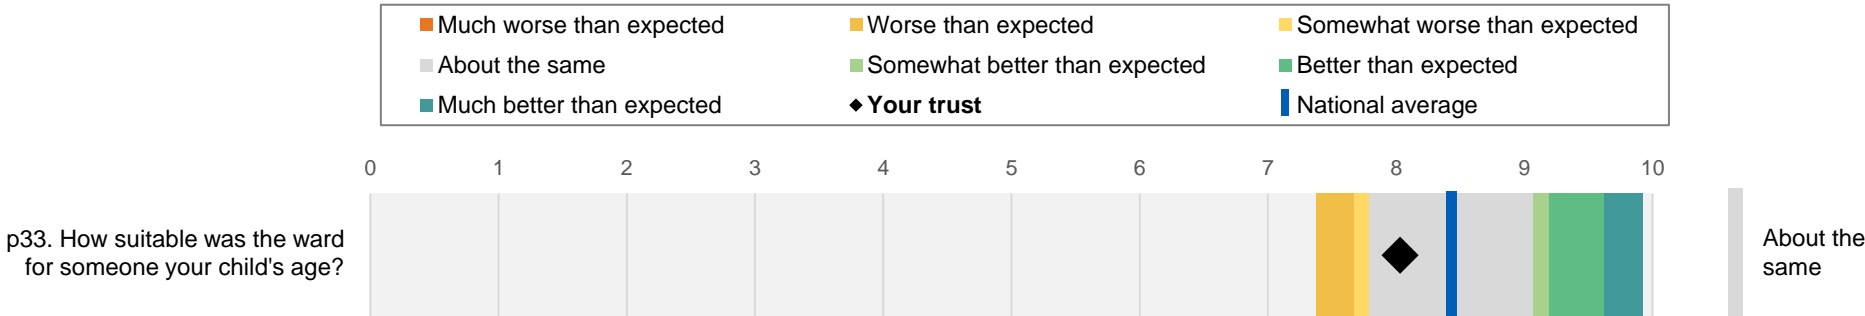 Much worse than expected
Worse than expected
Somewhat worse than expected
About the same
Somewhat better than expected
Better than expected
Much better than expected
Your trust
National average
0 1 2 3 4 5 6 7 8 9 10
p33. How suitable was the ward
for someone your child's age?
About the
same